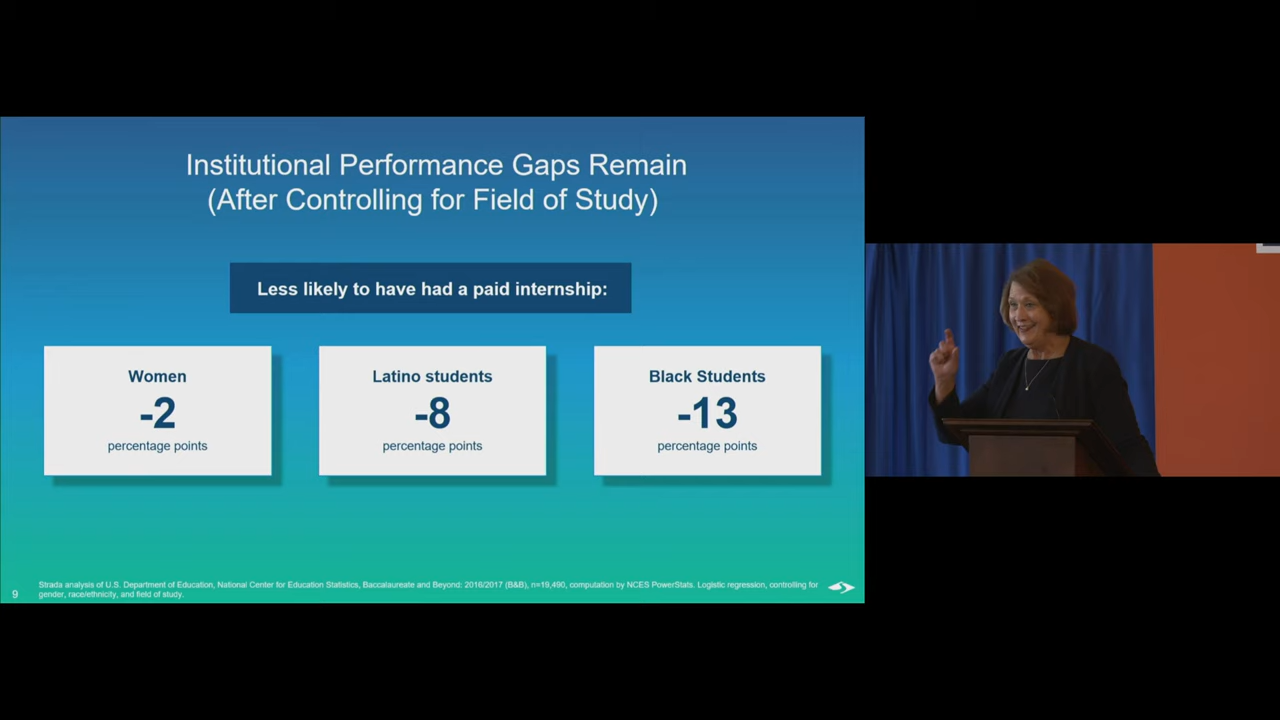 Institutional Performance Gaps Remain
(After Controlling for Field of Study)
Less likely to have had a paid internship:
Women
-2
percentage points
Latino students
-8
percentage points
Black Students
-13
percentage points
Strada analysis of U.S. Department of Education, National Center for Education Statistics, Baccalaureate and Beyond: 2016/2017 (B&B), n=19,490, computation by NCES PowerStats. Logistic regression, controlling for
gender, race/ethnicity, and field of study.
9